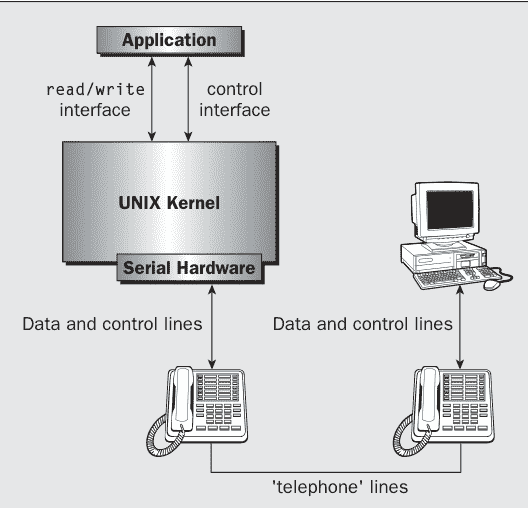 Application
read/write
interface
control
interface
UNIX Kernel
Serial Hardware
Data and control lines
Data and control lines
'telephone' lines